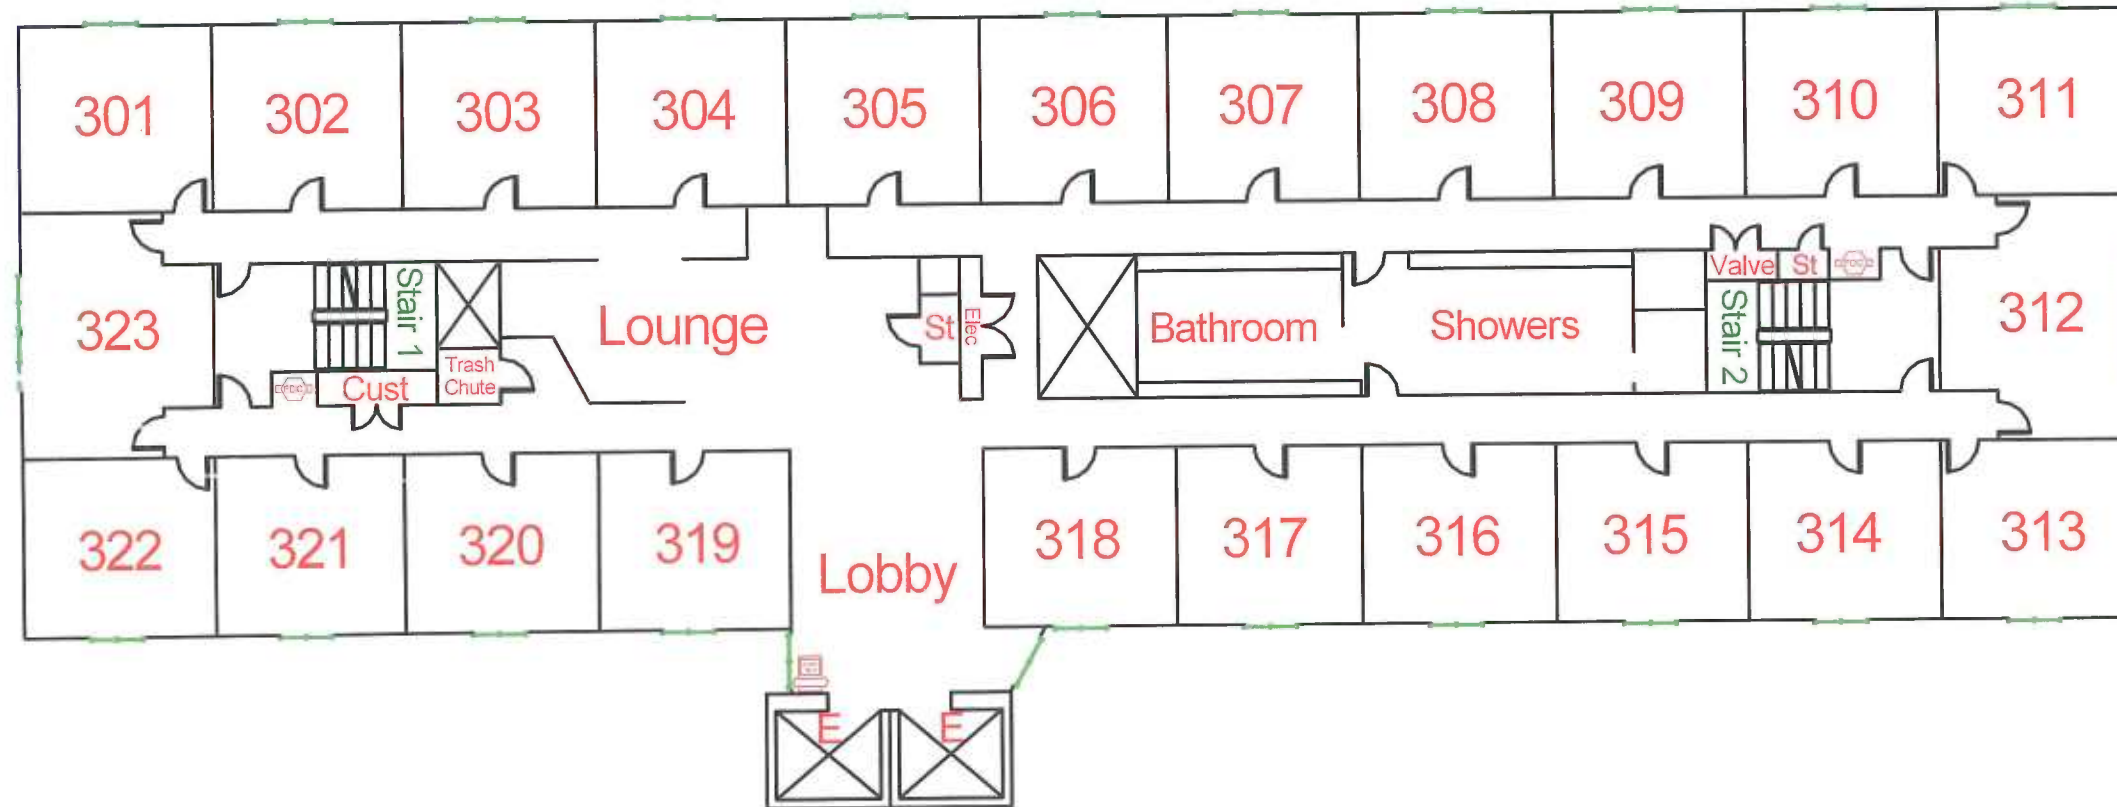 301 302 303 304 305 306 307 308 309 310 311
Valve St
323 Stair 1 Lounge St Elec Bathroom Showers Stair 2 312
Trash
Chute
Cust
322 321 320 319 318 317 316 315 314 313
Lobby
E E